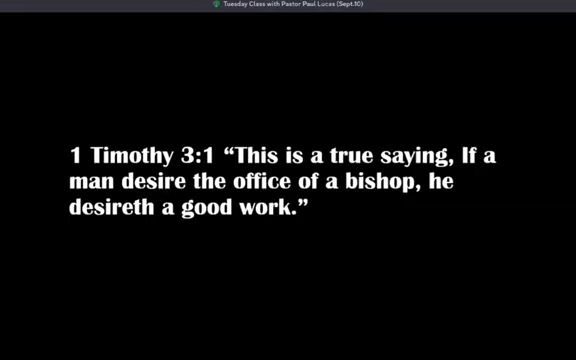 Tuesday Class with Pastor Paul Lucas (Sept.10)
1 Timothy 3:1 “This is a true saying, If a
man desire the office of a bishop, he
desireth a good work.”